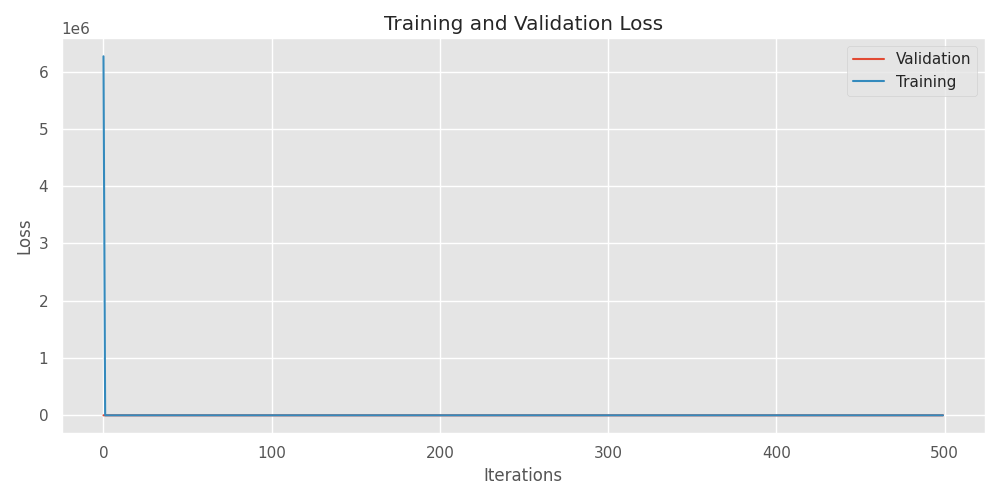 Training and Validation Loss
1e6
Validation
Training
6
5
4
3
2
1
0
Loss
0 100 200 300 400 500
Iterations